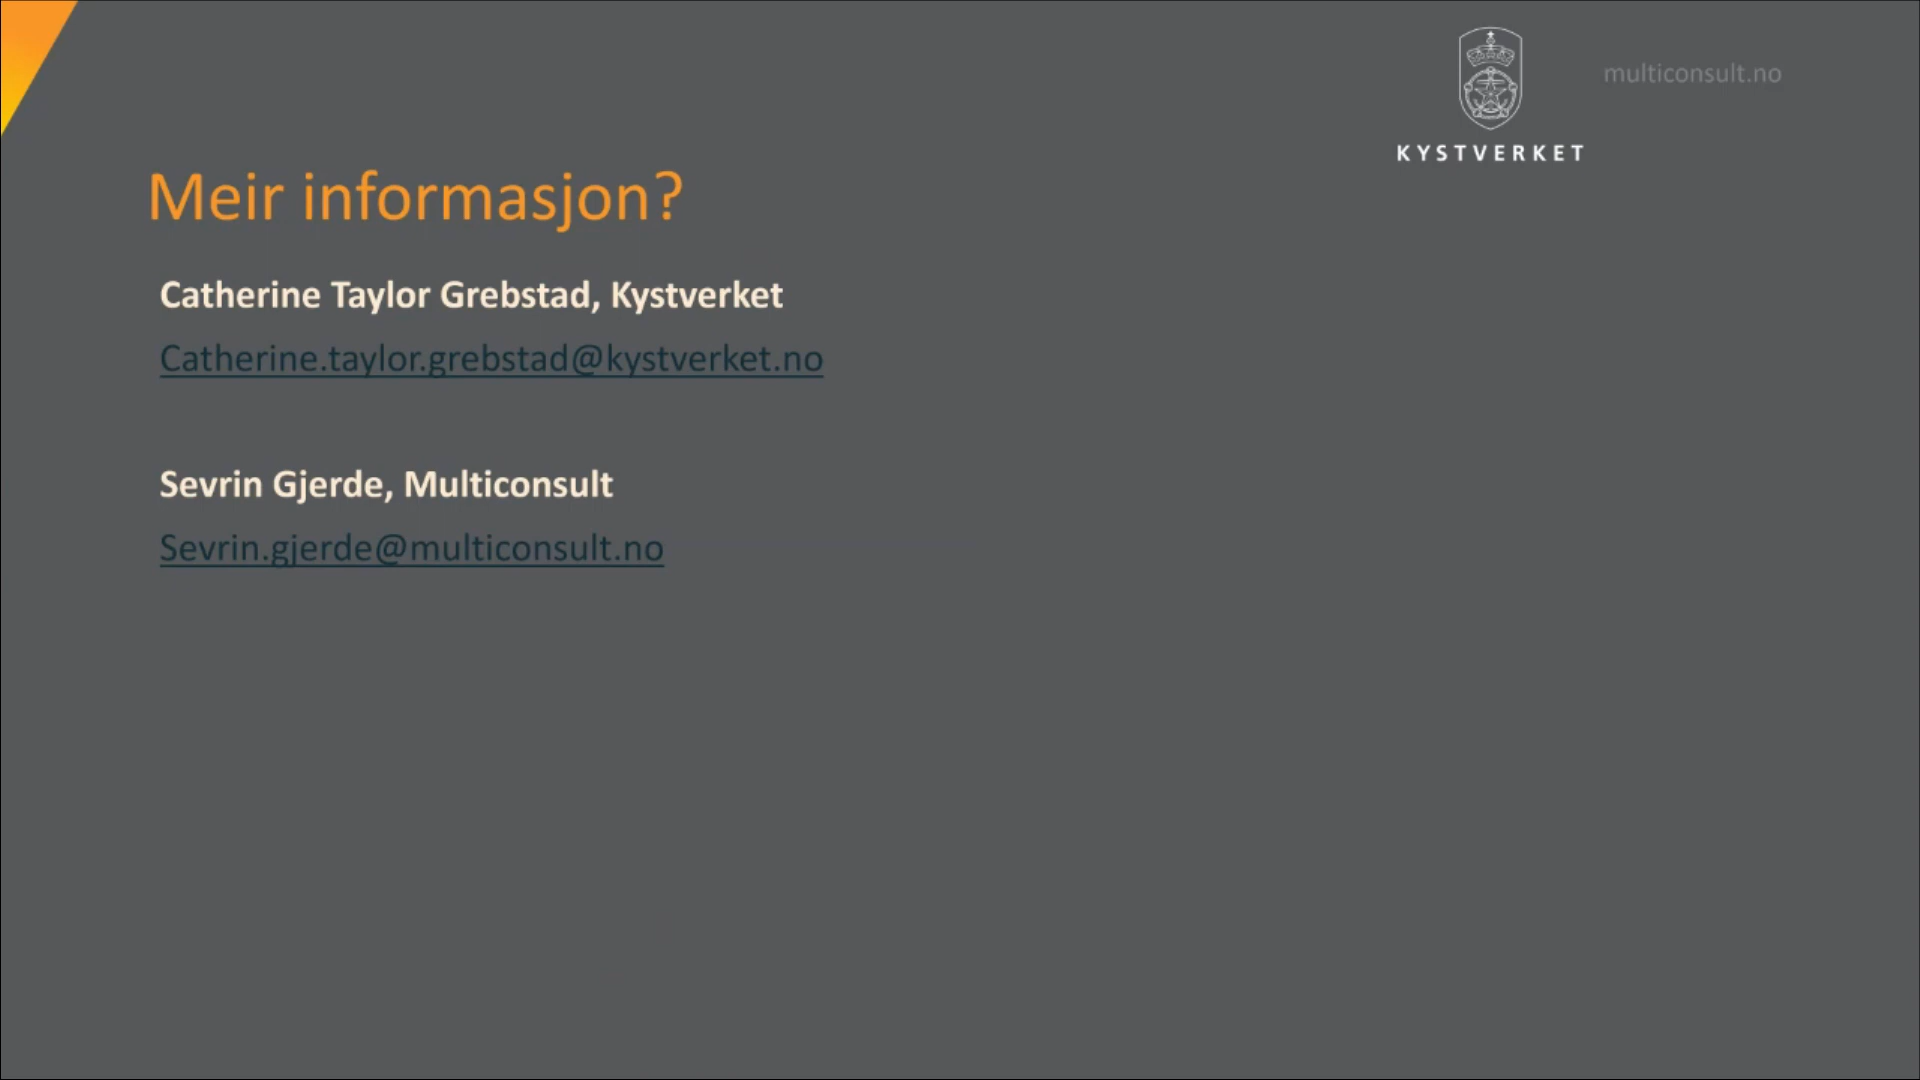 multiconsult.no
KYSTVERKET
Meir informasjon?
Catherine Taylor Grebstad, Kystverket
Catherine.taylor.grebstad@kystverket.no
Sevrin Gjerde, Multiconsult
Sevrin.gjerde@multiconsult.no